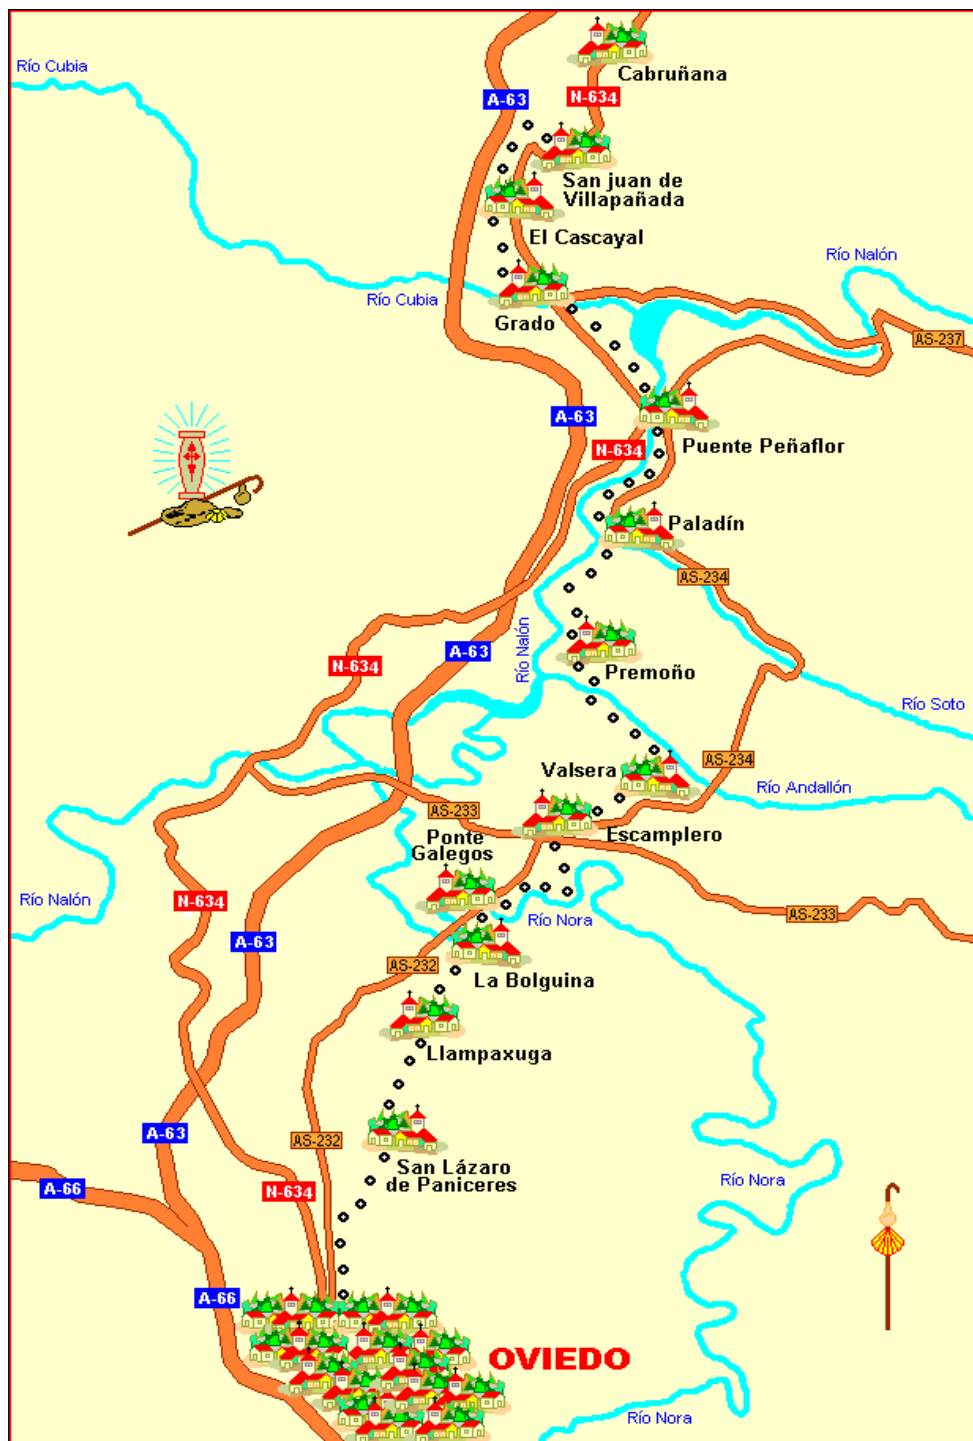 Cabruñana
Río Cubia
A-63
N-634
San juan de
Villapañada
El Cascayal
Río Nalón
Río Cubia
Grado
AS-237
A-63
Puente Peñaflor
N-634
Paladín
AS-234
Río Nalón
A-63
N-634
Premoño
Río Soto
AS-234
Valsera
Río Andallón
AS-233
Escamplero
Ponte
Galegos
Río Nalón
N-634
Río Nora
AS-233
A-63
AS-232
La Bolguina
Llampaxuga
A-63
AS-232
San Lázaro
de Paniceres
Río Nora
A-66
N-634
A-66
OVIEDO
Río Nora